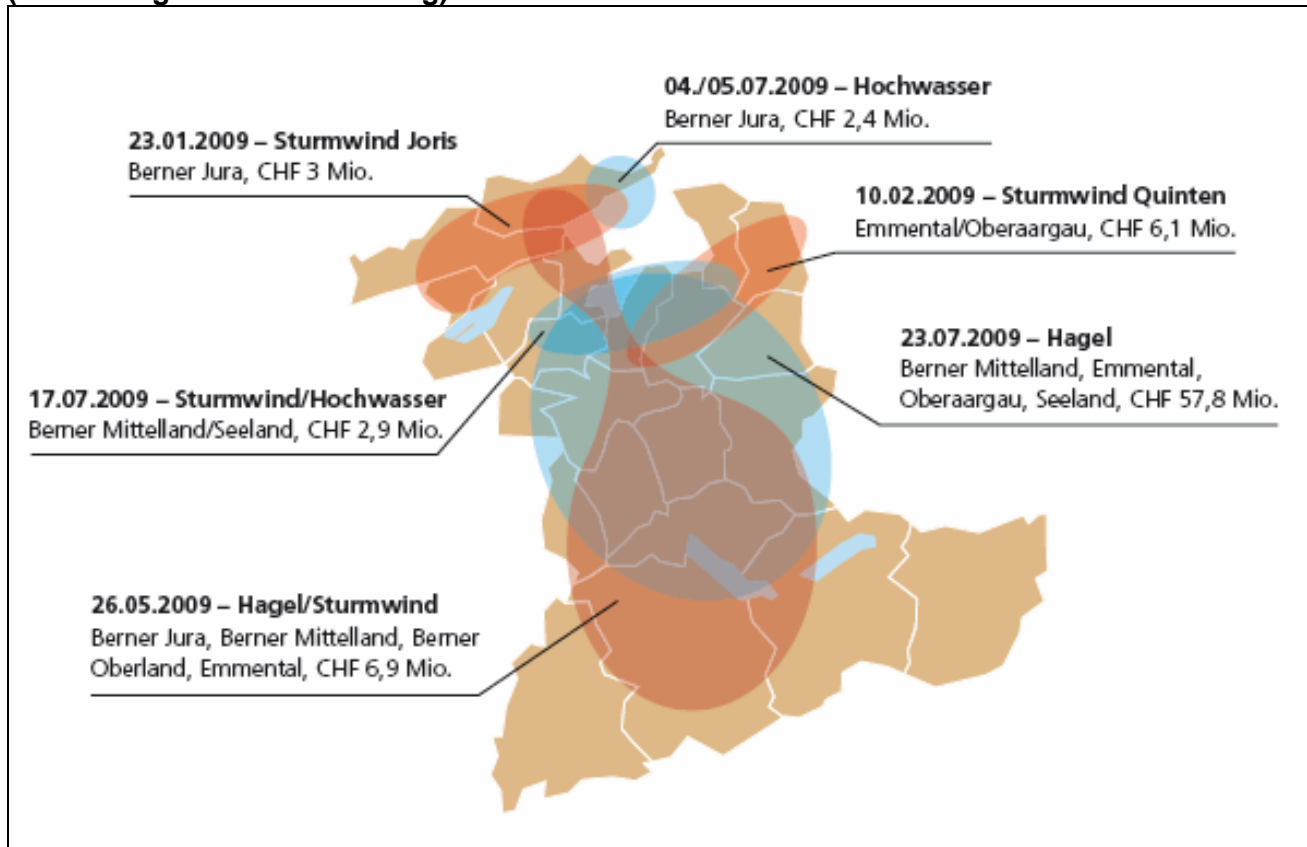 04./05.07.2009 – Hochwasser
Berner Jura, CHF 2,4 Mio.
23.01.2009 – Sturmwind Joris
Berner Jura, CHF 3 Mio.
10.02.2009 – Sturmwind Quinten
Emmental/Oberaargau, CHF 6,1 Mio.
23.07.2009 – Hagel
Berner Mittelland, Emmental,
Oberaargau, Seeland, CHF 57,8 Mio.
17.07.2009 – Sturmwind/Hochwasser
Berner Mittelland/Seeland, CHF 2,9 Mio.
26.05.2009 – Hagel/Sturmwind
Berner Jura, Berner Mittelland, Berner
Oberland, Emmental, CHF 6,9 Mio.